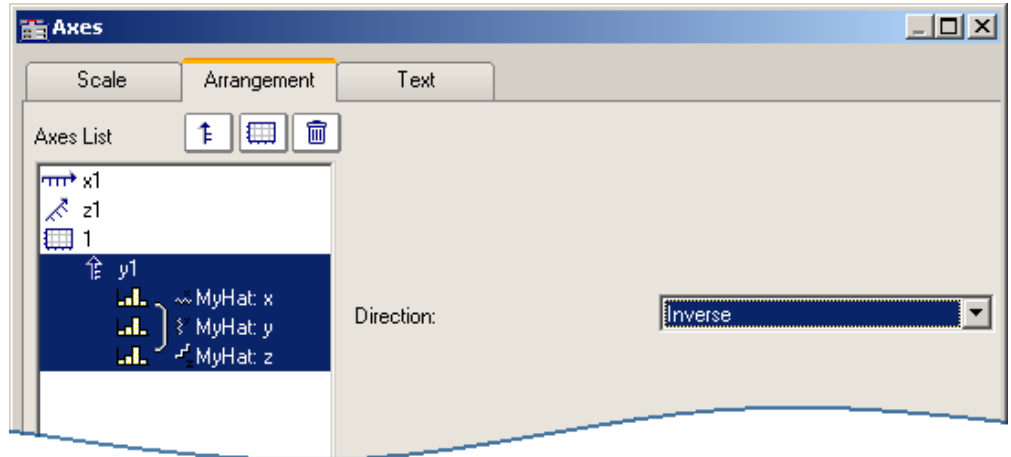 Axes
Scale Arrangement Text
Axes List
x1
z1
1
y1
MyHat: x
MyHat: y
MyHat: z
Direction: Inverse